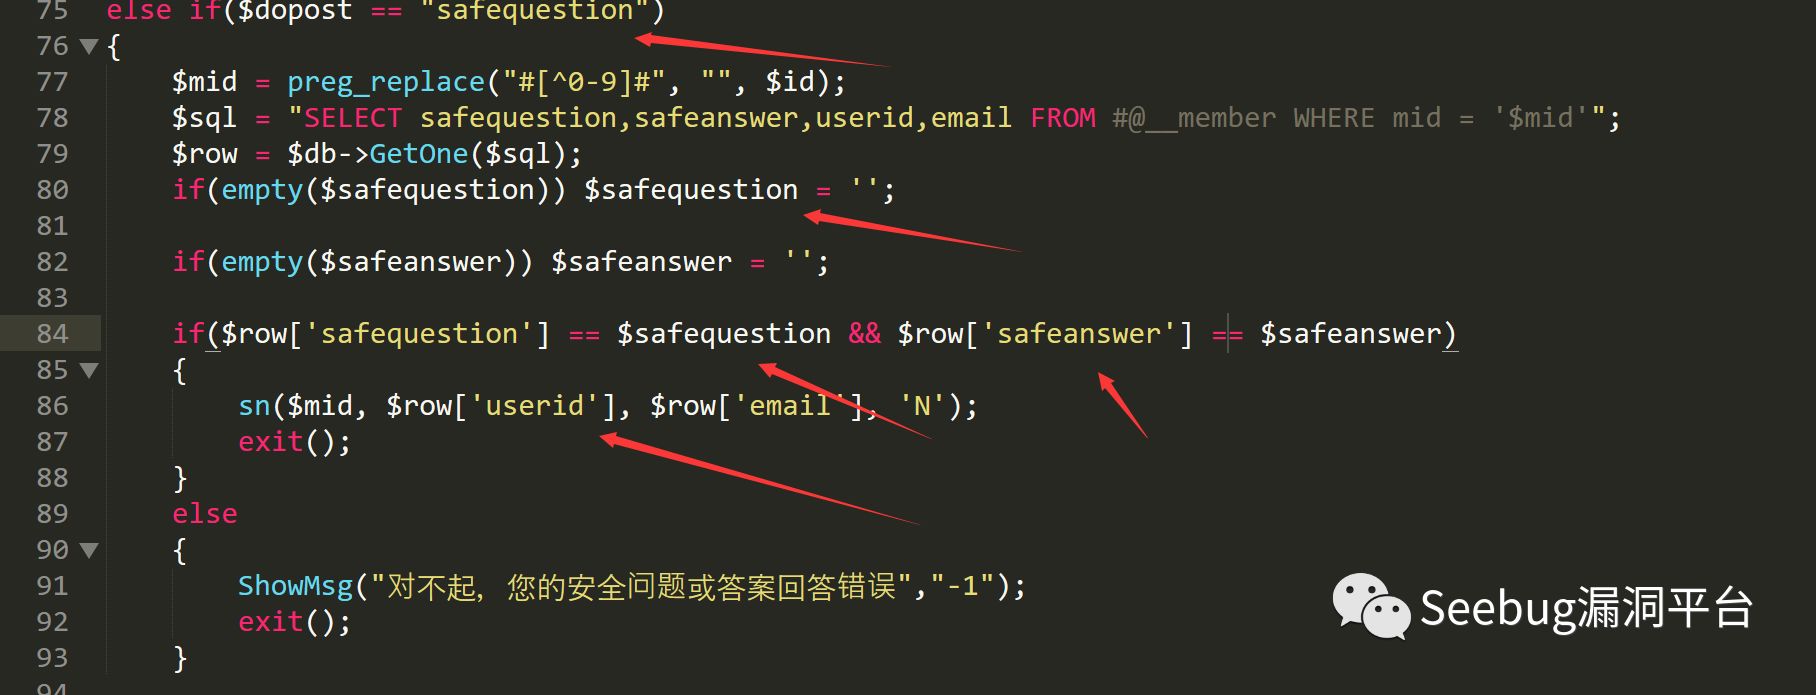 75 else if($dopost == "safequestion")
76 {
77 $mid = preg_replace("#[^0-9]#", "", $id);
78 $sql = "SELECT safequestion,safeanswer,userid,email FROM #@__member WHERE mid = '$mid'";
79 $row = $db->GetOne($sql);
80 if(empty($safequestion)) $safequestion = '';
81
82 if(empty($safeanswer)) $safeanswer = '';
83
84 if($row['safequestion'] == $safequestion && $row['safeanswer'] == $safeanswer)
85 {
86 sn($mid, $row['userid'], $row['email'], 'N');
87 exit();
88 }
89 else
90 {
91 ShowMsg("对不起，您的安全问题或答案回答错误","-1");
92 exit();
93 }
94
Seebug漏洞平台